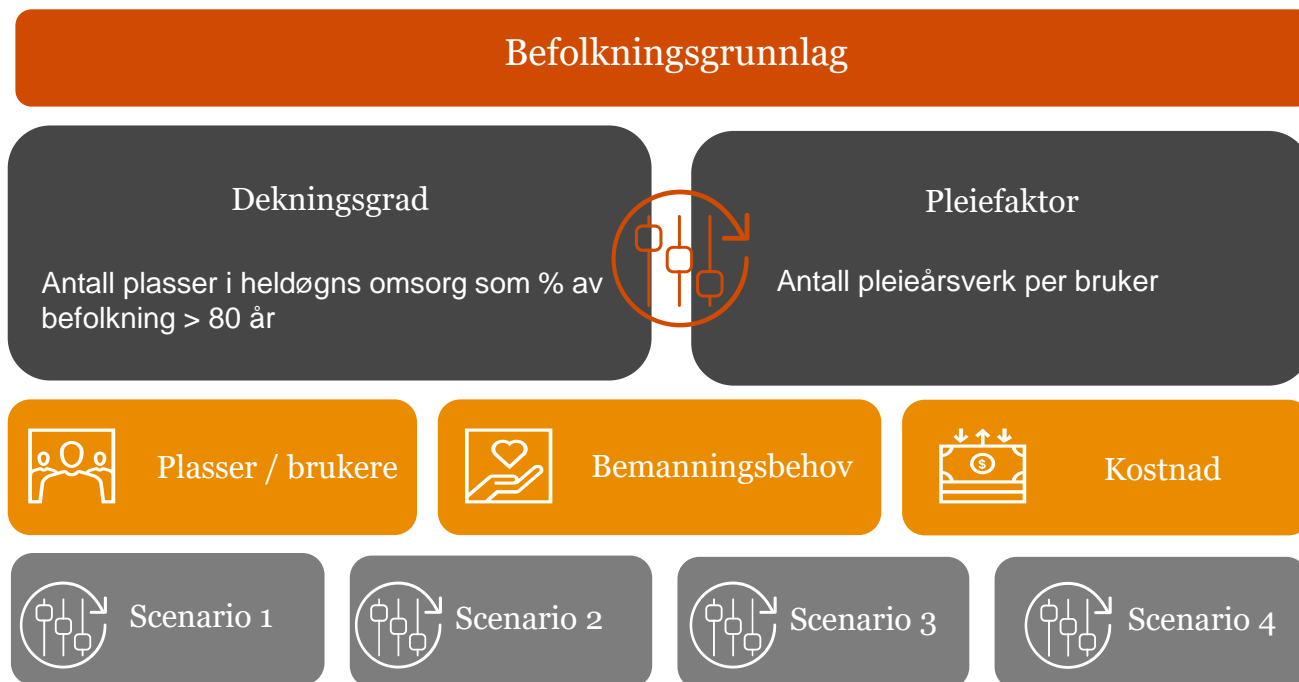 Befolkningsgrunnlag
Dekningsgrad
Antall plasser i heldøgns omsorg som % av
befolkning > 80 år
Pleiefaktor
Antall pleieårsverk per bruker
Plasser / brukere
Bemanningsbehov
$
Kostnad
Scenario 1
Scenario 2
Scenario 3
Scenario 4